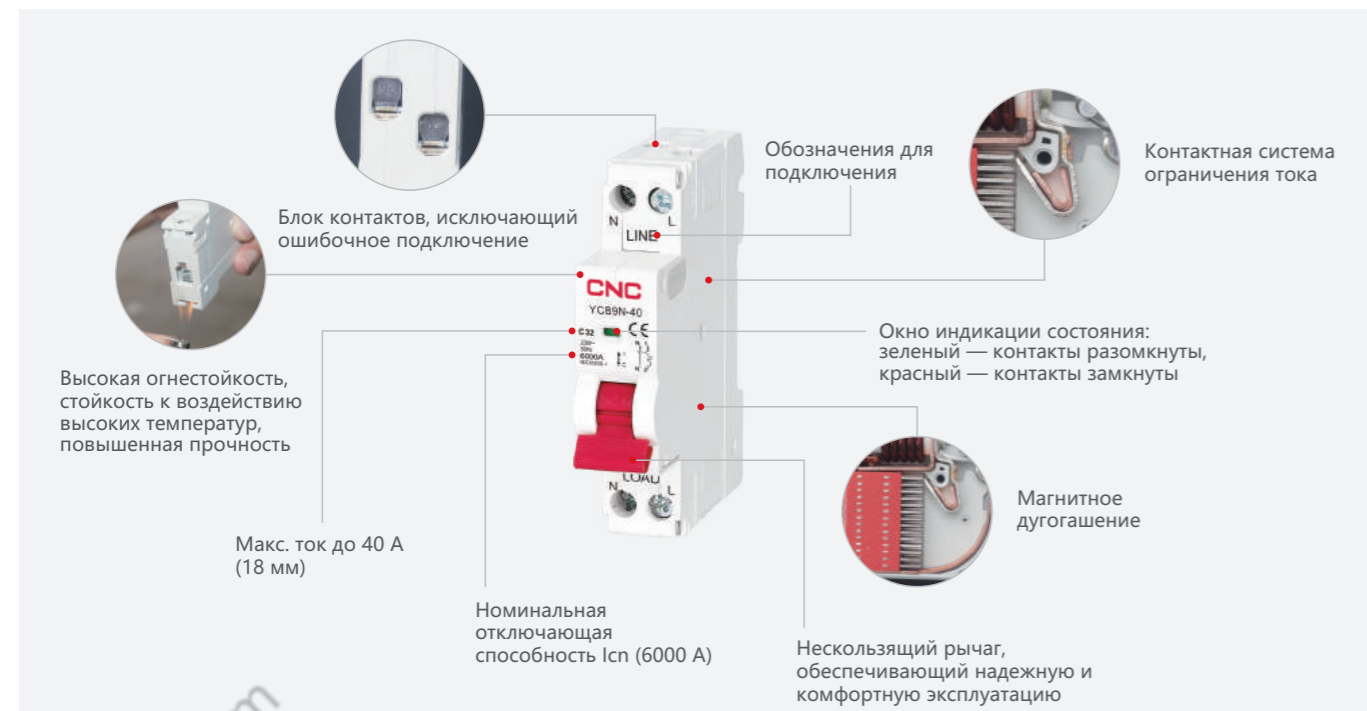 Обозначения для
подключения
Контактная система
ограничения тока
Блок контактов, исключающий
ошибочное подключение
N
L
LINE
CNC
YCB9N-40
C32
CE
6000A
Окно индикации состояния:
зеленый — контакты разомкнуты,
красный — контакты замкнуты
Высокая огнестойкость,
стойкость к воздействию
высоких температур,
повышенная прочность
LOAD
N
L
Магнитное
дугогашение
Макс. ток до 40 А
(18 мм)
Номинальная
отключающая
способность Icn (6000 А)
Нескользящий рычаг,
обеспечивающий надежную и
комфортную эксплуатацию